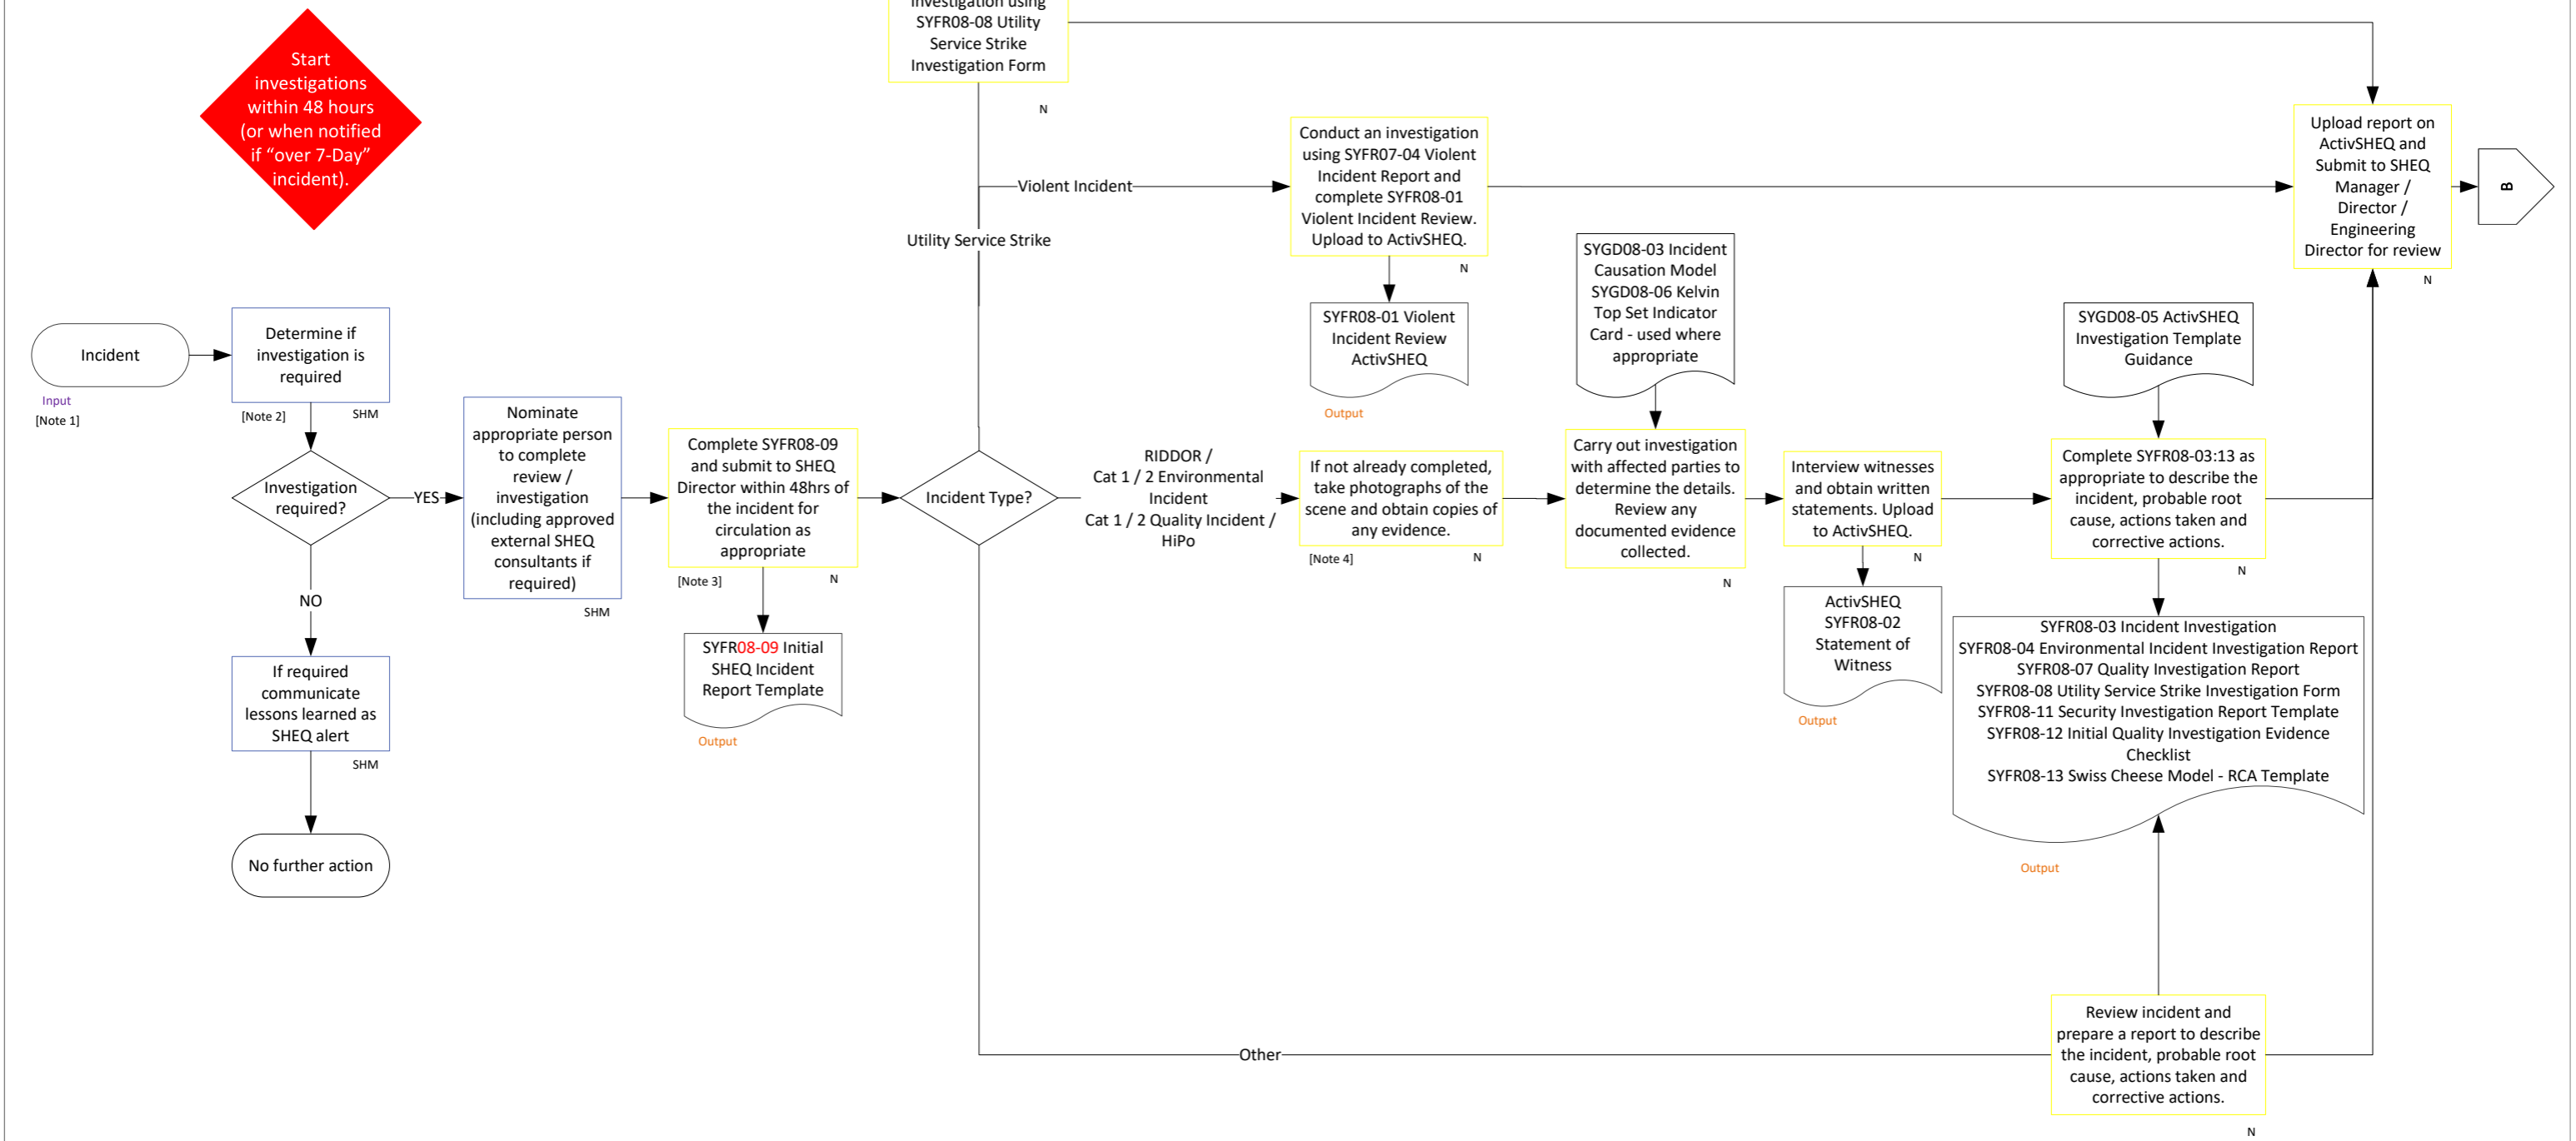 Start
investigations
within 48 hours
(or when notified
if “over 7-Day”
incident).
Investigation using
SYFR08-08 Utility
Service Strike
Investigation Form
N
Utility Service Strike
Violent Incident
Conduct an investigation
using SYFR07-04 Violent
Incident Report and
complete SYFR08-01
Violent Incident Review.
Upload to ActivSHEQ.
N
SYFR08-01 Violent
Incident Review
ActivSHEQ
Output
Upload report on
ActivSHEQ and
Submit to SHEQ
Manager /
Director /
Engineering
Director for review
N
B
Incident
Input
[Note 1]
Determine if
investigation is
required
[Note 2]
SHM
Investigation
required?
YES
NO
If required
communicate
lessons learned as
SHEQ alert
SHM
No further action
Nominate
appropriate person
to complete
review /
investigation
(including approved
external SHEQ
consultants if
required)
SHM
Complete SYFR08-09
and submit to SHEQ
Director within 48hrs of
the incident for
circulation as
appropriate
[Note 3]
N
SYFR08-09 Initial
SHEQ Incident
Report Template
Output
Incident Type?
RIDDOR /
Cat 1 / 2 Environmental
Incident
Cat 1 / 2 Quality Incident /
HiPo
If not already completed,
take photographs of the
scene and obtain copies of
any evidence.
[Note 4]
N
SYGD08-03 Incident
Causation Model
SYGD08-06 Kelvin
Top Set Indicator
Card - used where
appropriate
Carry out investigation
with affected parties to
determine the details.
Review any
documented evidence
collected.
N
Interview witnesses
and obtain written
statements. Upload
to ActivSHEQ.
N
ActivSHEQ
SYFR08-02
Statement of
Witness
Output
SYGD08-05 ActivSHEQ
Investigation Template
Guidance
Complete SYFR08-03:13 as
appropriate to describe the
incident, probable root
cause, actions taken and
corrective actions.
N
SYFR08-03 Incident Investigation
SYFR08-04 Environmental Incident Investigation Report
SYFR08-07 Quality Investigation Report
SYFR08-08 Utility Service Strike Investigation Form
SYFR08-11 Security Investigation Report Template
SYFR08-12 Initial Quality Investigation Evidence
Checklist
SYFR08-13 Swiss Cheese Model - RCA Template
Output
Other
Review incident and
prepare a report to describe
the incident, probable root
cause, actions taken and
corrective actions.
N